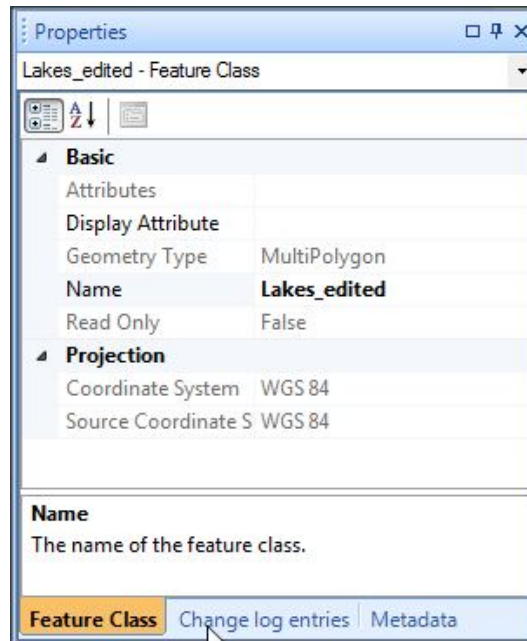 Properties
Lakes_edited - Feature Class
Basic
Attributes
Display Attribute
Geometry Type MultiPolygon
Name Lakes_edited
Read Only False
Projection
Coordinate System WGS 84
Source Coordinate S WGS 84
Name
The name of the feature class.
Feature Class Change log entries Metadata